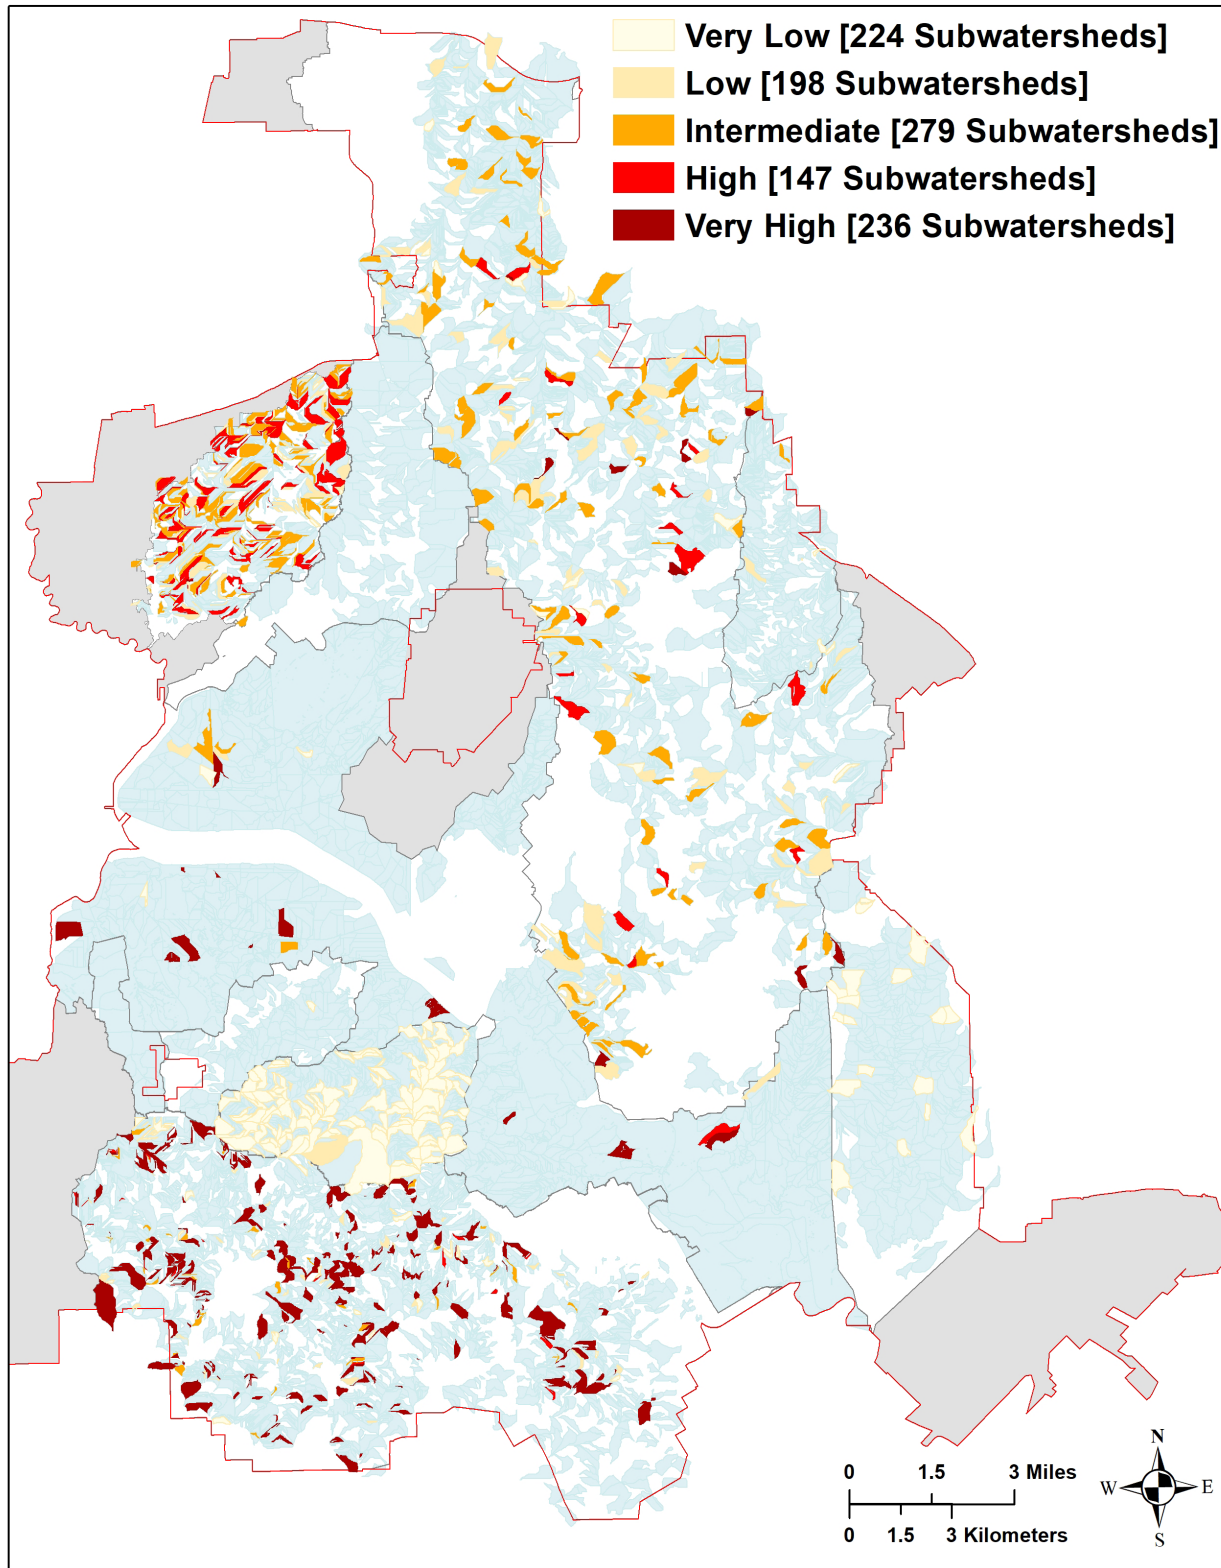 Very Low [224 Subwatersheds]
Low [198 Subwatersheds]
Intermediate [279 Subwatersheds]
High [147 Subwatersheds]
Very High [236 Subwatersheds]
N
W E
S
0 1.5 3 Miles
0 1.5 3 Kilometers